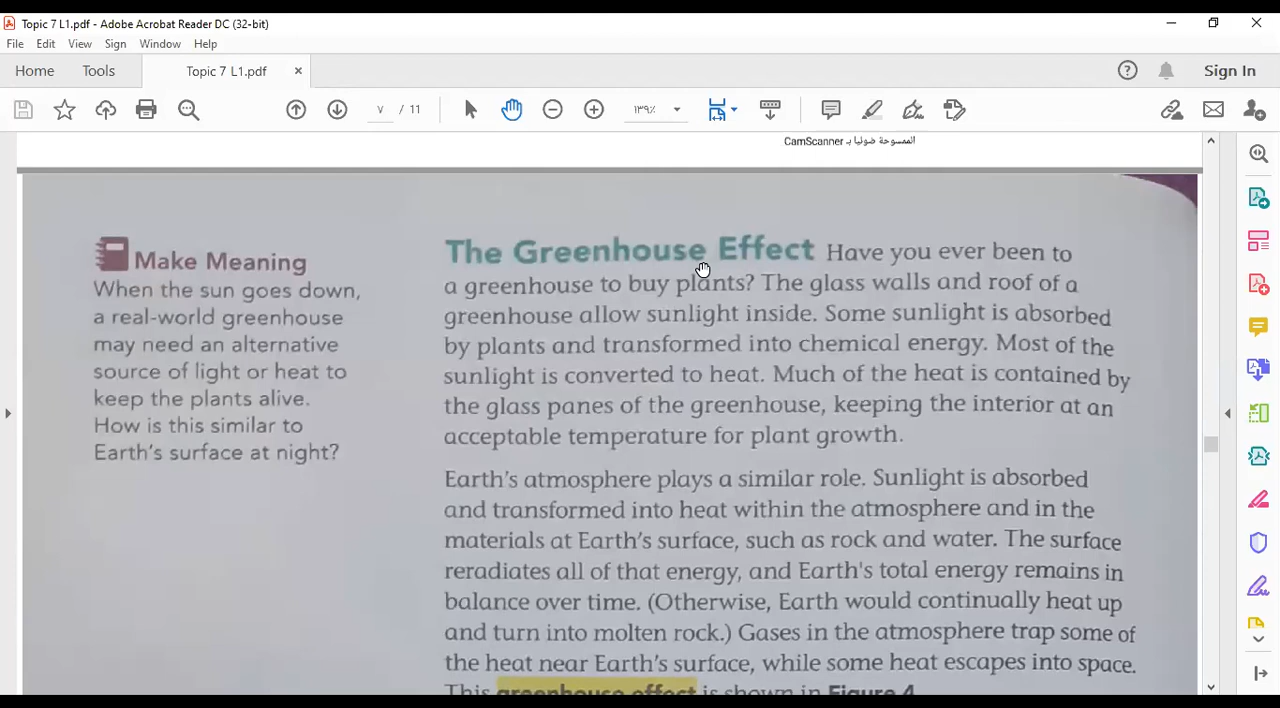 Topic 7 L1.pdf - Adobe Acrobat Reader DC (32-bit)
File Edit View Sign Window Help
Home Tools Topic 7 L1.pdf × Sign In
٧ / 11 ١٣٩٪
الممسوحة ضوئيا بـ CamScanner
Make Meaning
When the sun goes down,
a real-world greenhouse
may need an alternative
source of light or heat to
keep the plants alive.
How is this similar to
Earth's surface at night?
The Greenhouse Effect Have you ever been to
a greenhouse to buy plants? The glass walls and roof of a
greenhouse allow sunlight inside. Some sunlight is absorbed
by plants and transformed into chemical energy. Most of the
sunlight is converted to heat. Much of the heat is contained by
the glass panes of the greenhouse, keeping the interior at an
acceptable temperature for plant growth.
Earth's atmosphere plays a similar role. Sunlight is absorbed
and transformed into heat within the atmosphere and in the
materials at Earth's surface, such as rock and water. The surface
reradiates all of that energy, and Earth's total energy remains in
balance over time. (Otherwise, Earth would continually heat up
and turn into molten rock.) Gases in the atmosphere trap some of
the heat near Earth's surface, while some heat escapes into space.
This greenhouse effect is shown in Figure 4.